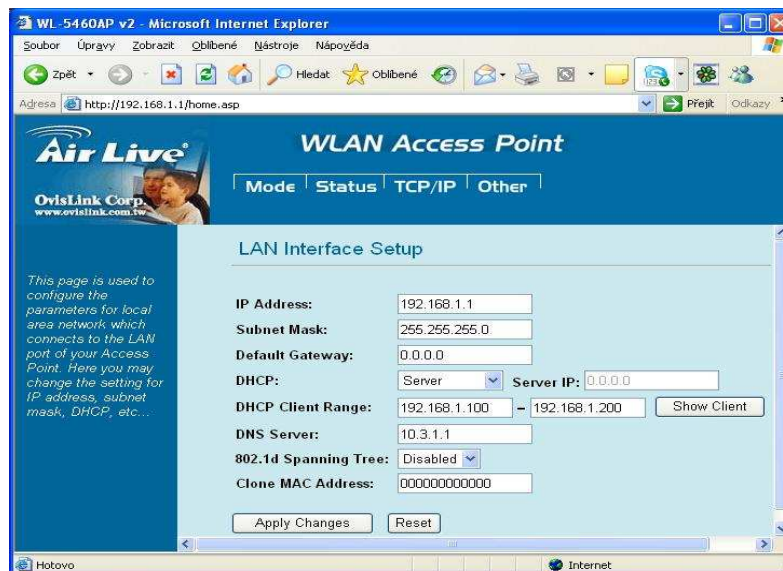 WL-5460AP v2 - Microsoft Internet Explorer
Soubor Úpravy Zobrazit Oblíbené Nástroje Nápověda
Zpět Hledat Oblíbené
Adresa http://192.168.1.1/home.asp Přejít Odkazy
Air Live®
OvisLink Corp.
www.ovislink.com.tw
WLAN Access Point
Mode Status TCP/IP Other
This page is used to
configure the
parameters for local
area network which
connects to the LAN
port of your Access
Point. Here you may
change the setting for
IP address, subnet
mask, DHCP, etc...
LAN Interface Setup
IP Address: 192.168.1.1
Subnet Mask: 255.255.255.0
Default Gateway: 0.0.0.0
DHCP: Server Server IP: 0.0.0.0
DHCP Client Range: 192.168.1.100 – 192.168.1.200 Show Client
DNS Server: 10.3.1.1
802.1d Spanning Tree: Disabled
Clone MAC Address: 000000000000
Apply Changes Reset
Hotovo Internet